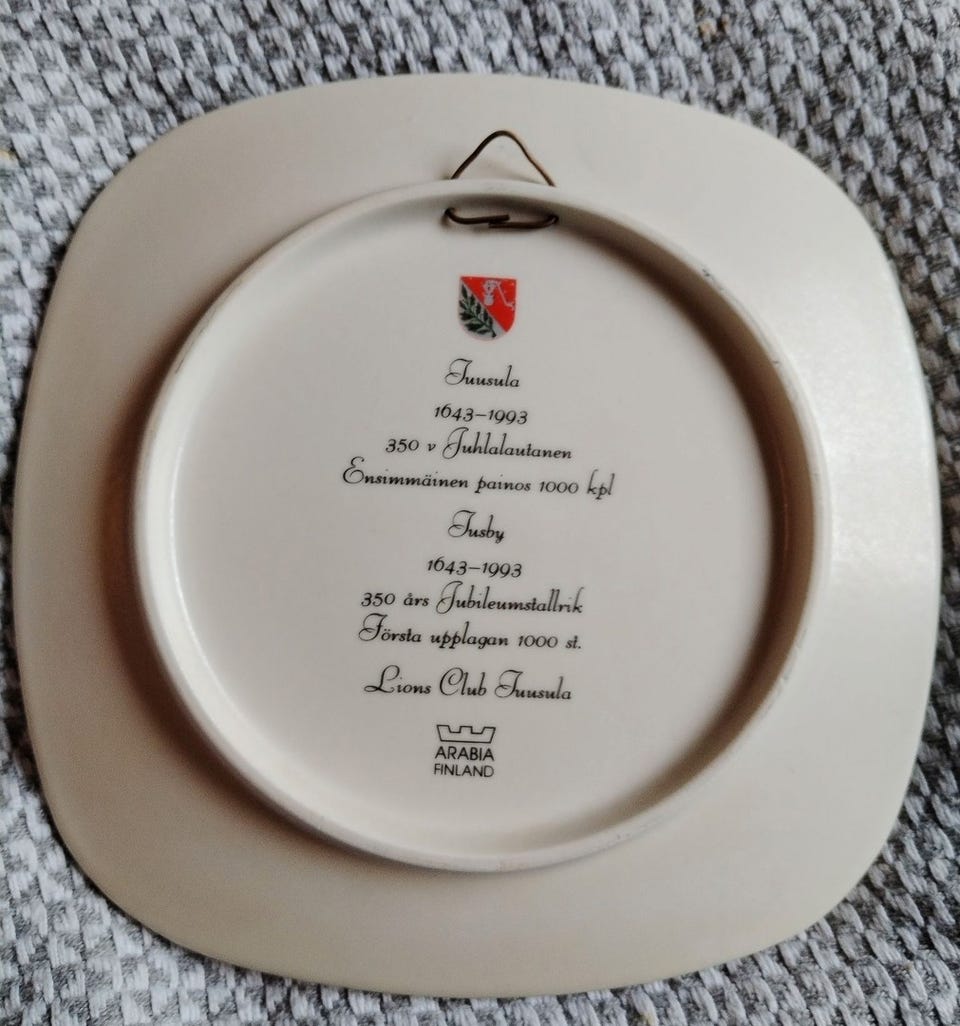 Tuusula
1643–1993
350 v Juhlalautanen
Ensimmäinen painos 1000 kpl
Tusby
1643–1993
350 års Jubileumstallrik
Första upplagan 1000 st.
Lions Club Tuusula
ARABIA
FINLAND